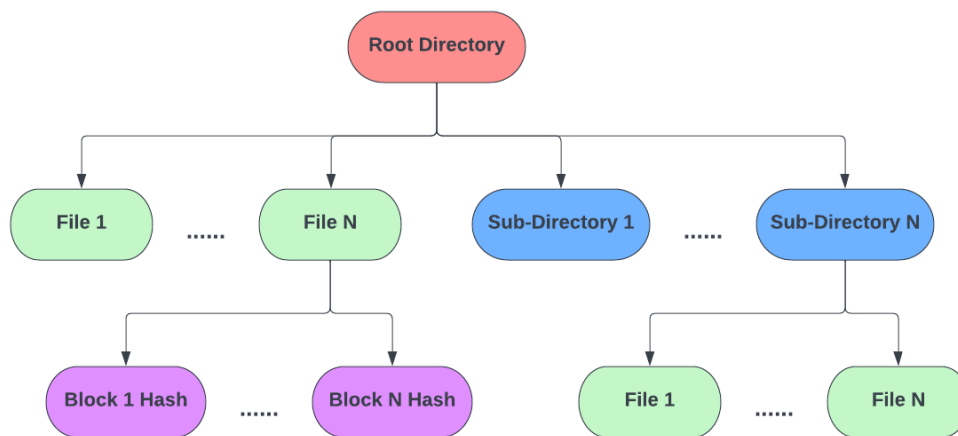 Root Directory
File 1
......
File N
Sub-Directory 1
......
Sub-Directory N
Block 1 Hash
......
Block N Hash
File 1
......
File N